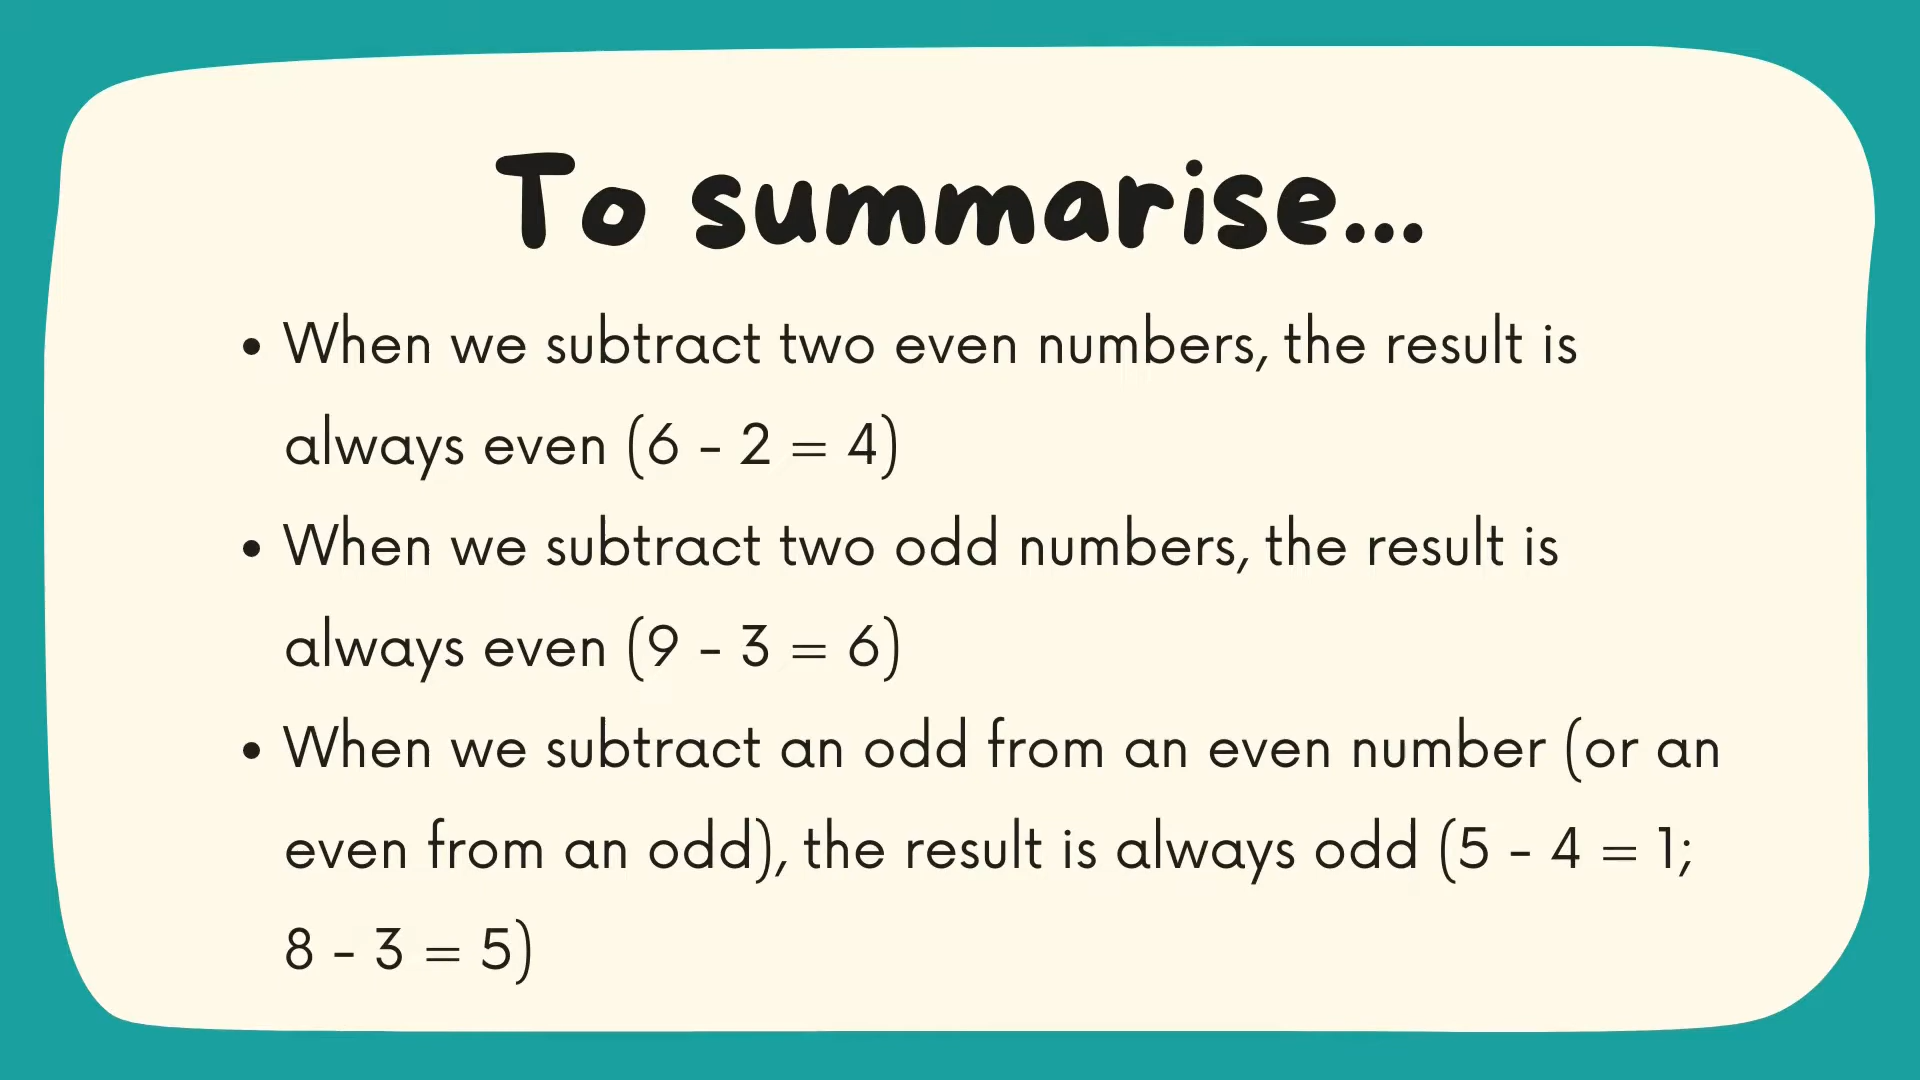 To summarise...
• When we subtract two even numbers, the result is
always even (6 - 2 = 4)
• When we subtract two odd numbers, the result is
always even (9 - 3 = 6)
• When we subtract an odd from an even number (or an
even from an odd), the result is always odd (5 - 4 = 1;
8 - 3 = 5)